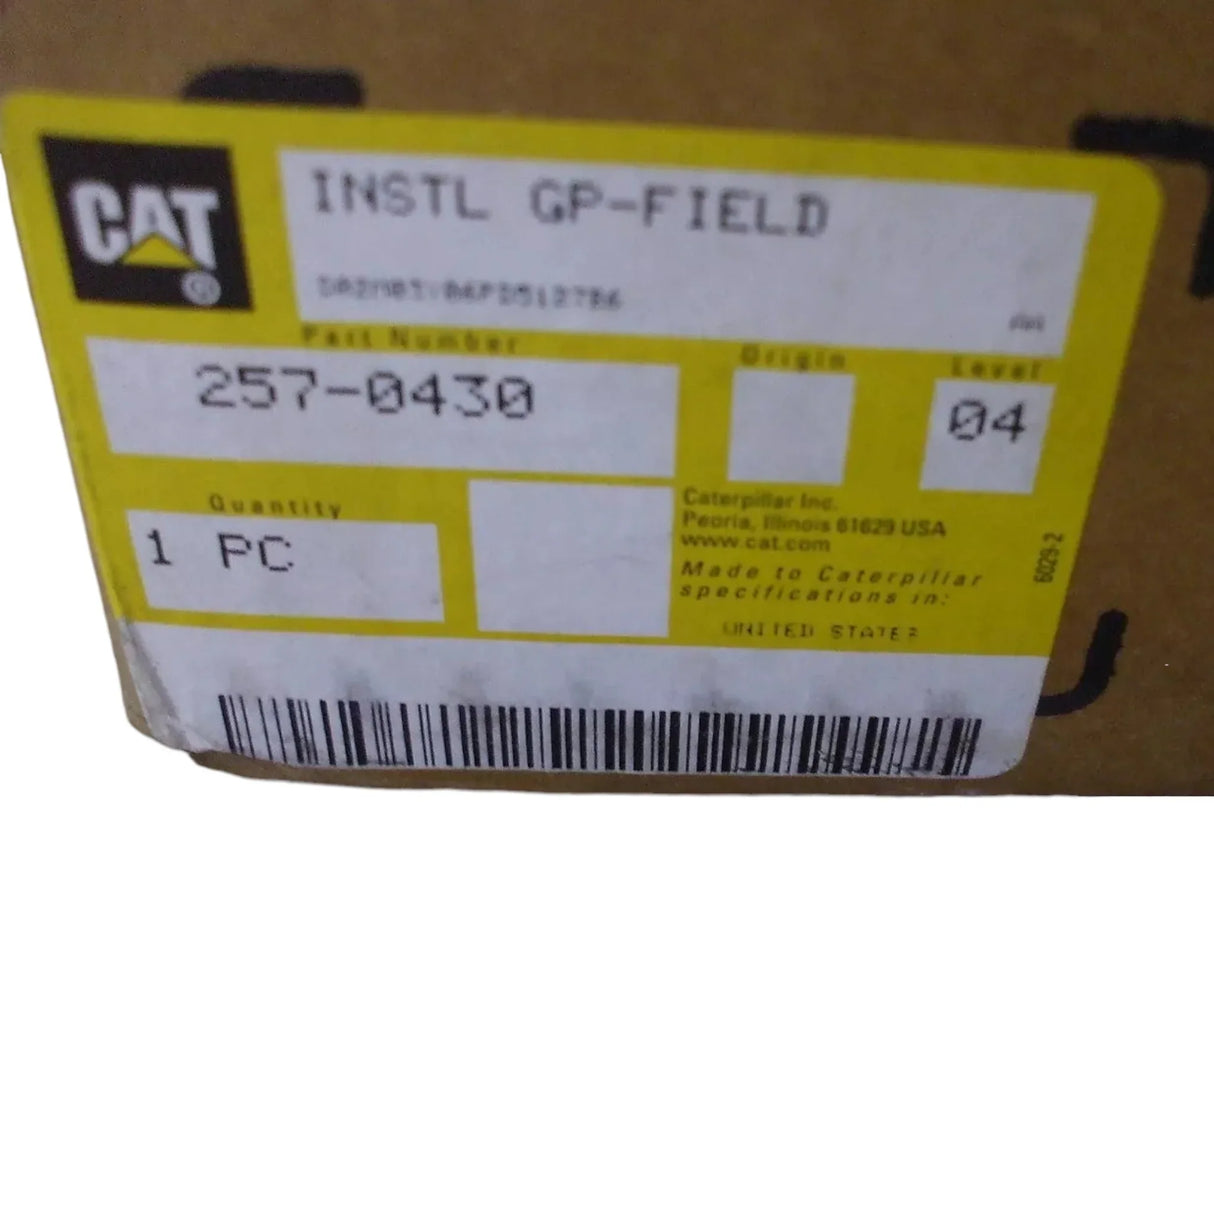 CAT
®
INSTL GP-FIELD
Part Number
Origin
Level
257-0430
04
Quantity
1 PC
Caterpillar Inc.
Peoria, Illinois 61629 USA
www.cat.com
Made to Caterpillar
specifications in:
UNITED STATES
6029-2